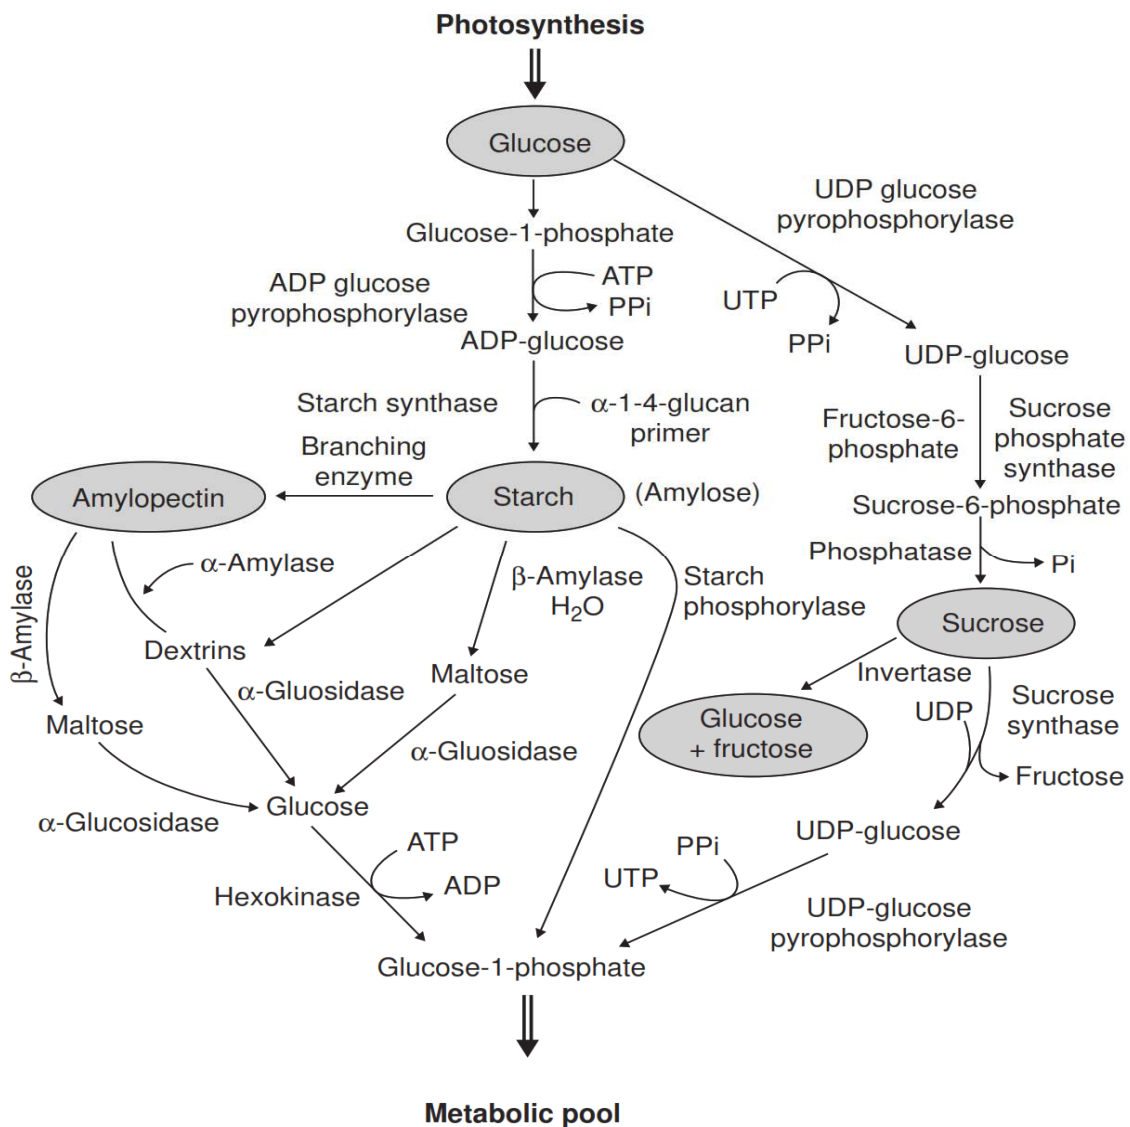 Photosynthesis
Glucose
UDP glucose
pyrophosphorylase
Glucose-1-phosphate
ADP glucose
pyrophosphorylase
ATP
PPi
UTP
PPi
ADP-glucose
UDP-glucose
Starch synthase
α-1-4-glucan
primer
Fructose-6-
phosphate
Sucrose
phosphate
synthase
Branching
enzyme
Amylopectin
Starch
(Amylose)
Sucrose-6-phosphate
Phosphatase
Pi
α-Amylase
β-Amylase
H₂O
Starch
phosphorylase
β-Amylase
Sucrose
Dextrins
Maltose
Invertase
α-Gluosidase
Maltose
Glucose
+ fructose
UDP
Sucrose
synthase
α-Gluosidase
Fructose
Glucose
α-Glucosidase
UDP-glucose
ATP
ADP
Hexokinase
PPi
UTP
UDP-glucose
pyrophosphorylase
Glucose-1-phosphate
Metabolic pool